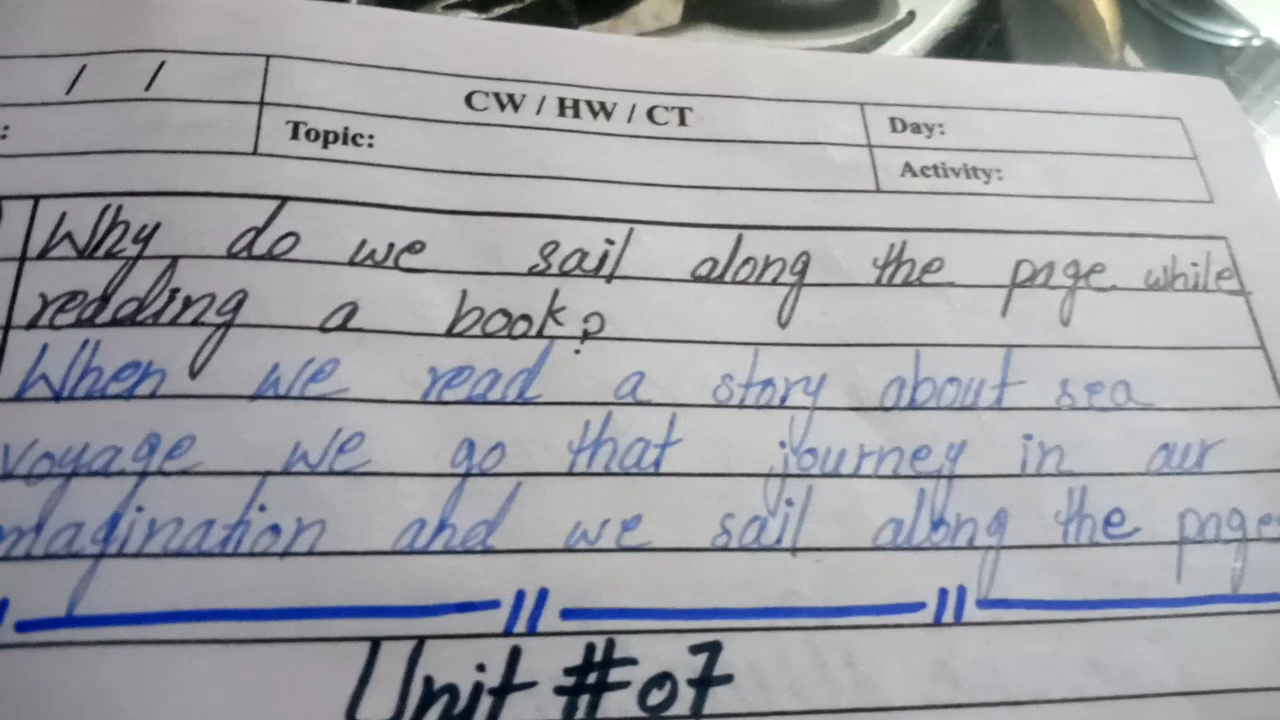 / /
CW / HW / CT
Day:
:
Topic:
Activity:
Why do we sail along the page while
reading a book?
When we read a story about sea
voyage we go that journey in our
imagination and we sail along the page
Unit #07